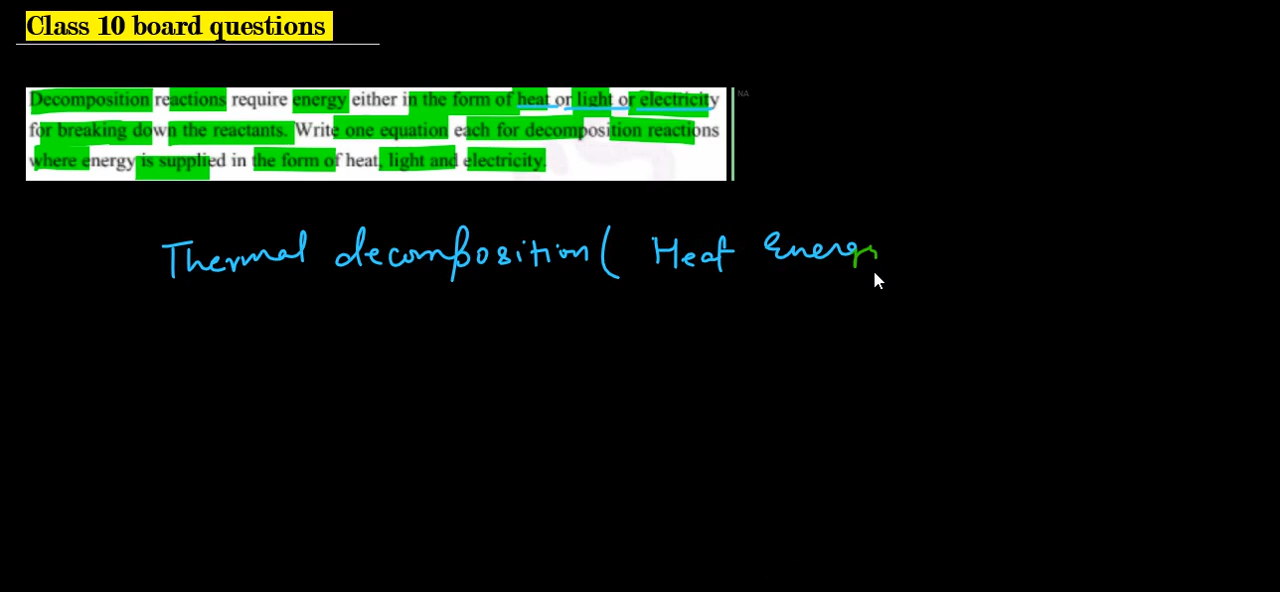 Class 10 board questions
Decomposition reactions require energy either in the form of heat or light or electricity
for breaking down the reactants. Write one equation each for decomposition reactions
where energy is supplied in the form of heat, light and electricity.
NA
Thermal decomposition ( Heat Energy